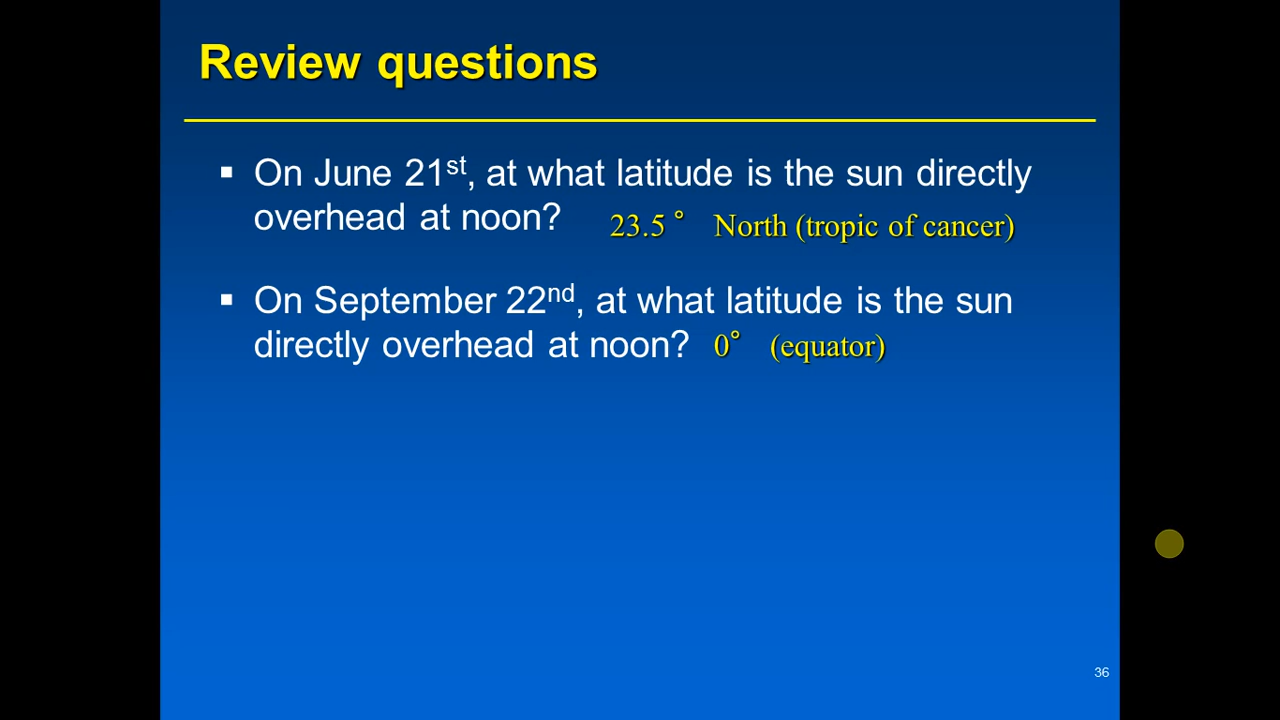 Review questions
▪ On June 21st, at what latitude is the sun directly
overhead at noon? 23.5 ° North (tropic of cancer)
▪ On September 22nd, at what latitude is the sun
directly overhead at noon? 0° (equator)
36